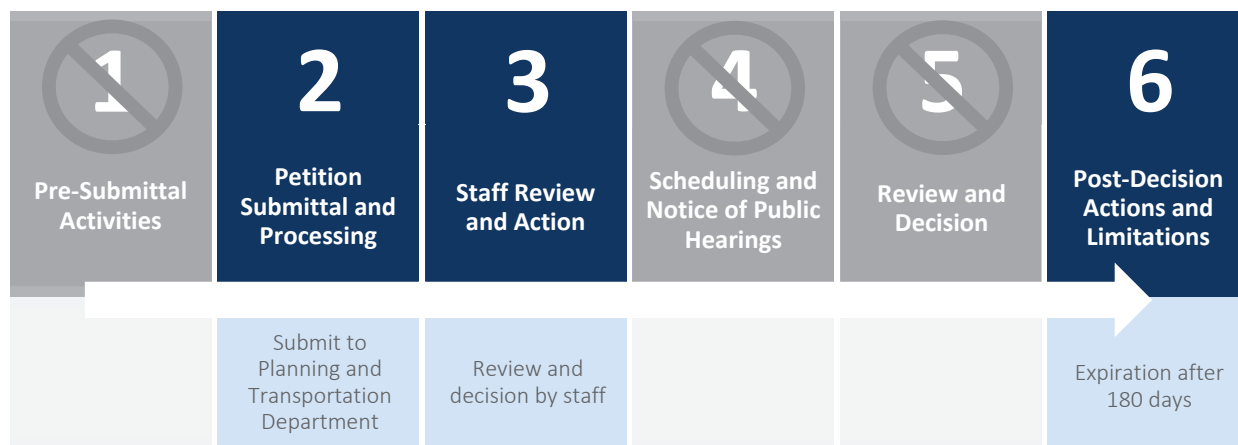 1
Pre-Submittal
Activities
2
Petition
Submittal and
Processing
3
Staff Review
and Action
4
Scheduling and
Notice of Public
Hearings
5
Review and
Decision
6
Post-Decision
Actions and
Limitations
Submit to
Planning and
Transportation
Department
Review and
decision by staff
Expiration after
180 days